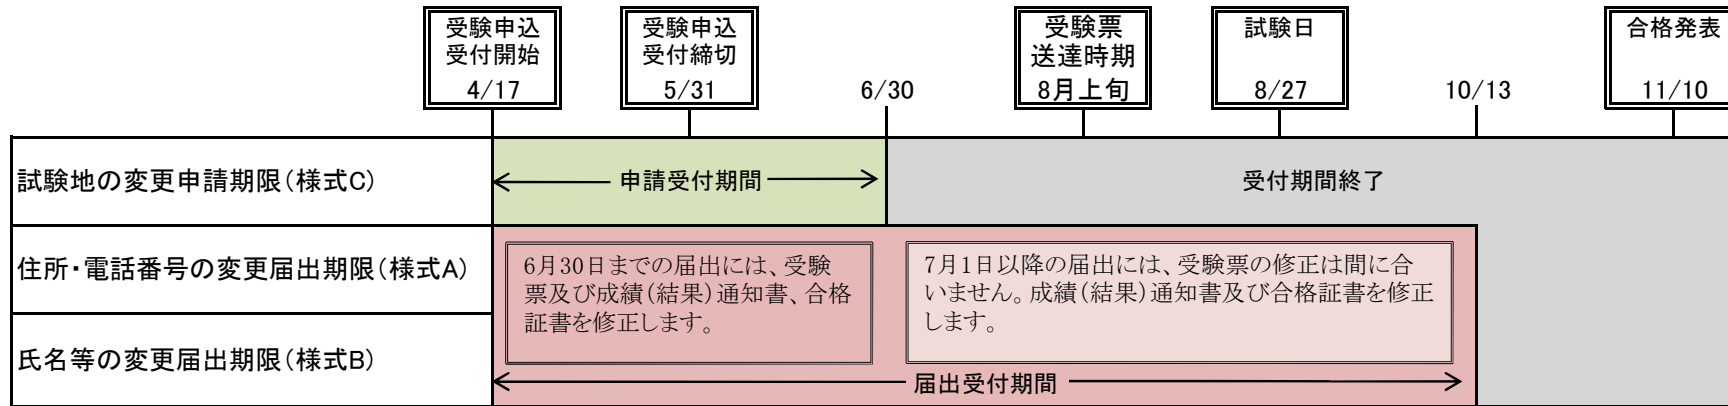 受験申込
受付開始
4/17
受験申込
受付締切
5/31
6/30
受験票
送達時期
8月上旬
試験日
8/27
10/13
合格発表
11/10
試験地の変更申請期限（様式C）
申請受付期間
受付期間終了
住所・電話番号の変更届出期限（様式A）
6月30日までの届出には、受験
票及び成績（結果）通知書、合格
証書を修正します。
7月1日以降の届出には、受験票の修正は間に合
いません。成績（結果）通知書及び合格証書を修正
します。
氏名等の変更届出期限（様式B）
届出受付期間